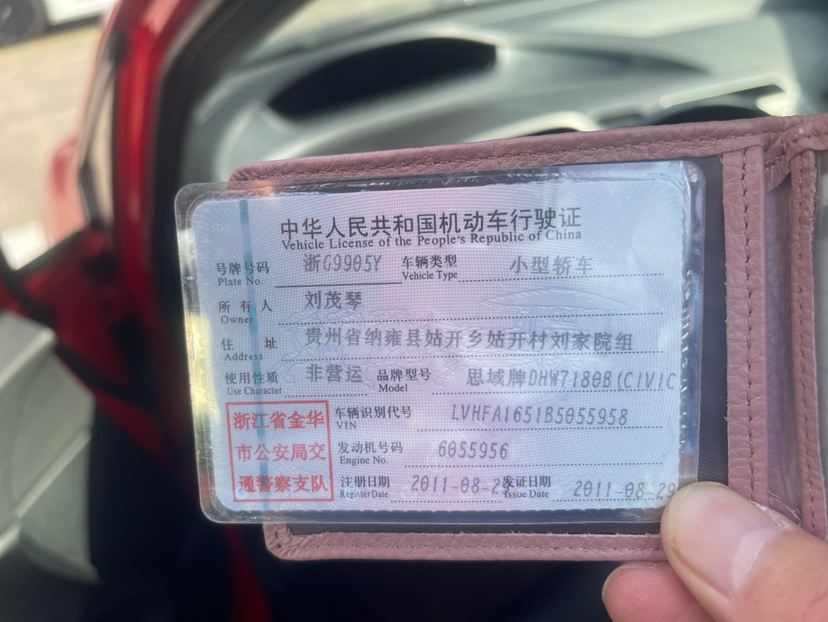 中华人民共和国机动车行驶证
Vehicle License of the People's Republic of China
号牌号码 浙G9905Y 车辆类型 小型轿车
Plate No. Vehicle Type
所有人 刘茂琴
Owner
住址 贵州省纳雍县姑开乡姑开村刘家院组
Address
使用性质 非营运 品牌型号 思域牌DHW7180B(CIVIC
Use Character Model
浙江省金华
市公安局交
通警察支队
车辆识别代号 LVHFA1651B5055958
VIN
发动机号码 6055956
Engine No.
注册日期 2011-08-2 发证日期 2011-08-29
Register Date Issue Date